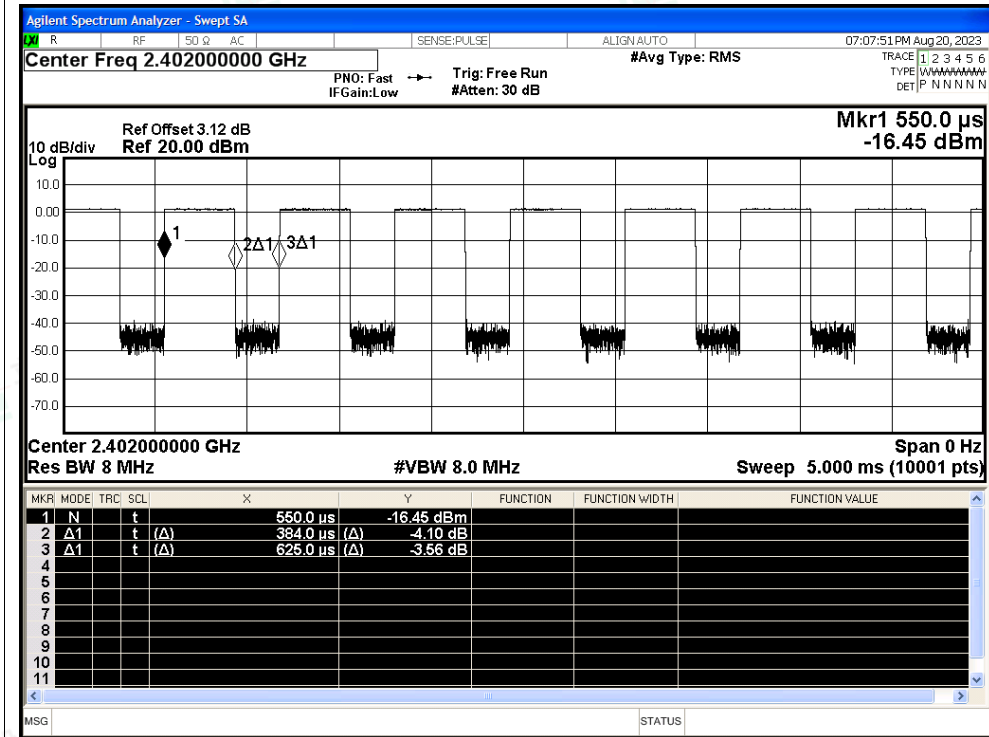 Agilent Spectrum Analyzer - Swept SA
LXI R RF 50 Ω AC SENSE:PULSE ALIGN AUTO 07:07:51 PM Aug 20, 2023
Center Freq 2.402000000 GHz #Avg Type: RMS TRACE 1 2 3 4 5 6
PNO: Fast Trig: Free Run TYPE WWWWWW
IFGain:Low #Atten: 30 dB DET P N N N N N
Mkr1 550.0 µs
Ref Offset 3.12 dB
10 dB/div Ref 20.00 dBm -16.45 dBm
Log
10.0
0.00
-10.0
1
2Δ1
3Δ1
-20.0
-30.0
-40.0
-50.0
-60.0
-70.0
Center 2.402000000 GHz Span 0 Hz
Res BW 8 MHz #VBW 8.0 MHz Sweep 5.000 ms (10001 pts)
MKR MODE TRC SCL X Y FUNCTION FUNCTION WIDTH FUNCTION VALUE
1 N t 550.0 µs -16.45 dBm
2 Δ1 t (Δ) 384.0 µs (Δ) -4.10 dB
3 Δ1 t (Δ) 625.0 µs (Δ) -3.56 dB
4
5
6
7
8
9
10
11
MSG STATUS